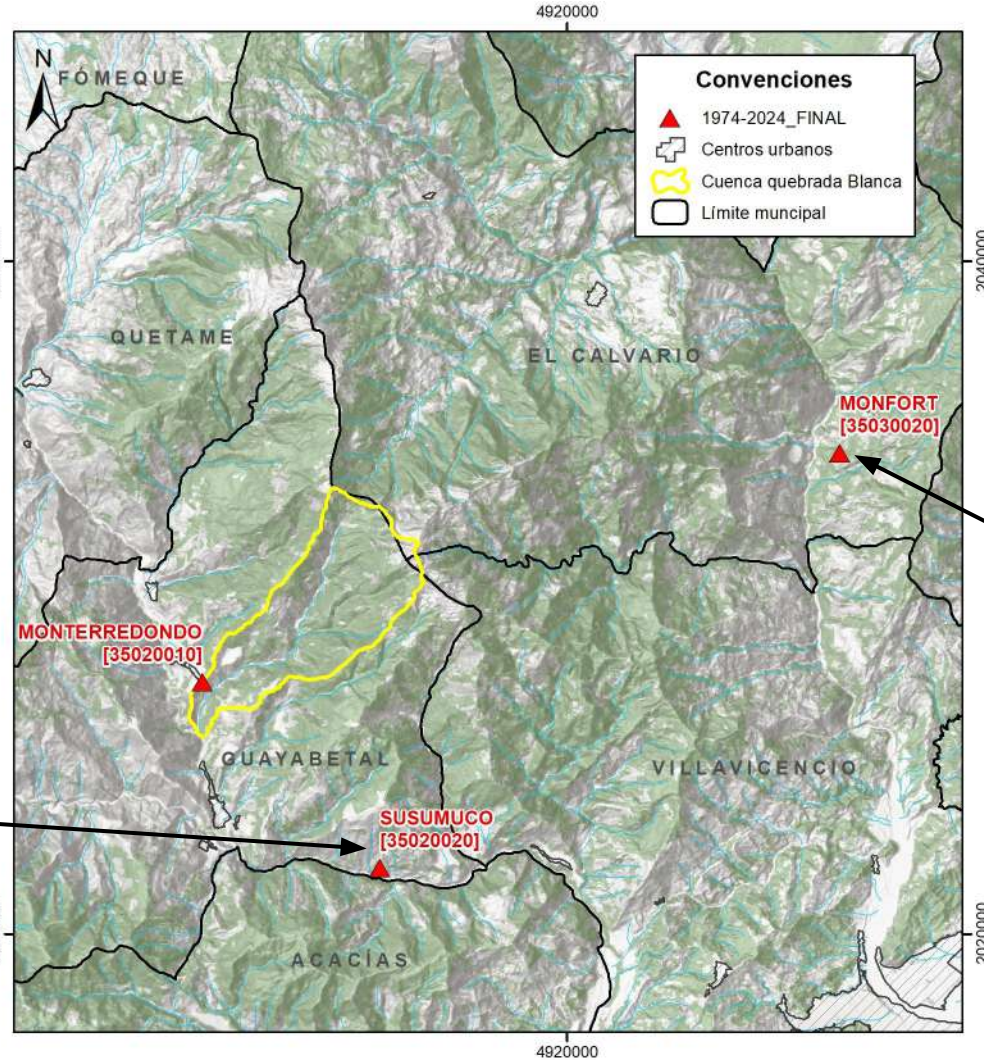 4920000
N
FÓMEQUE
Convenciones
1974-2024_FINAL
Centros urbanos
Cuenca quebrada Blanca
Límite muncipal
2040000
QUETAME
EL CALVARIO
MONFORT
[35030020]
MONTERREDONDO
[35020010]
GUAYABETAL
VILLAVICENCIO
SUSUMUCO
[35020020]
2020000
ACACÍAS
4920000